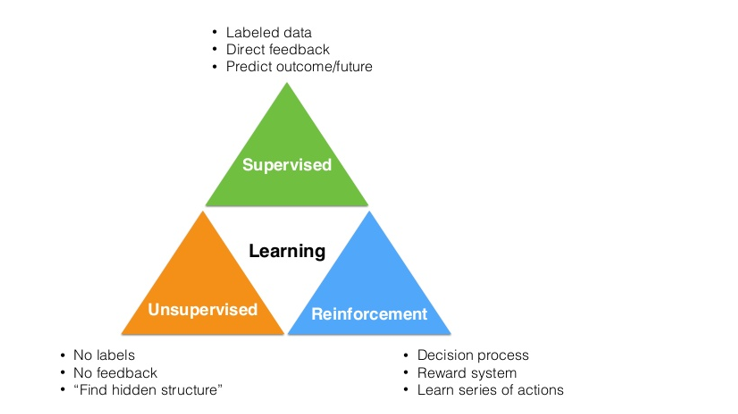 • Labeled data
• Direct feedback
• Predict outcome/future
Supervised
Learning
Unsupervised
Reinforcement
• No labels
• No feedback
• “Find hidden structure”
• Decision process
• Reward system
• Learn series of actions